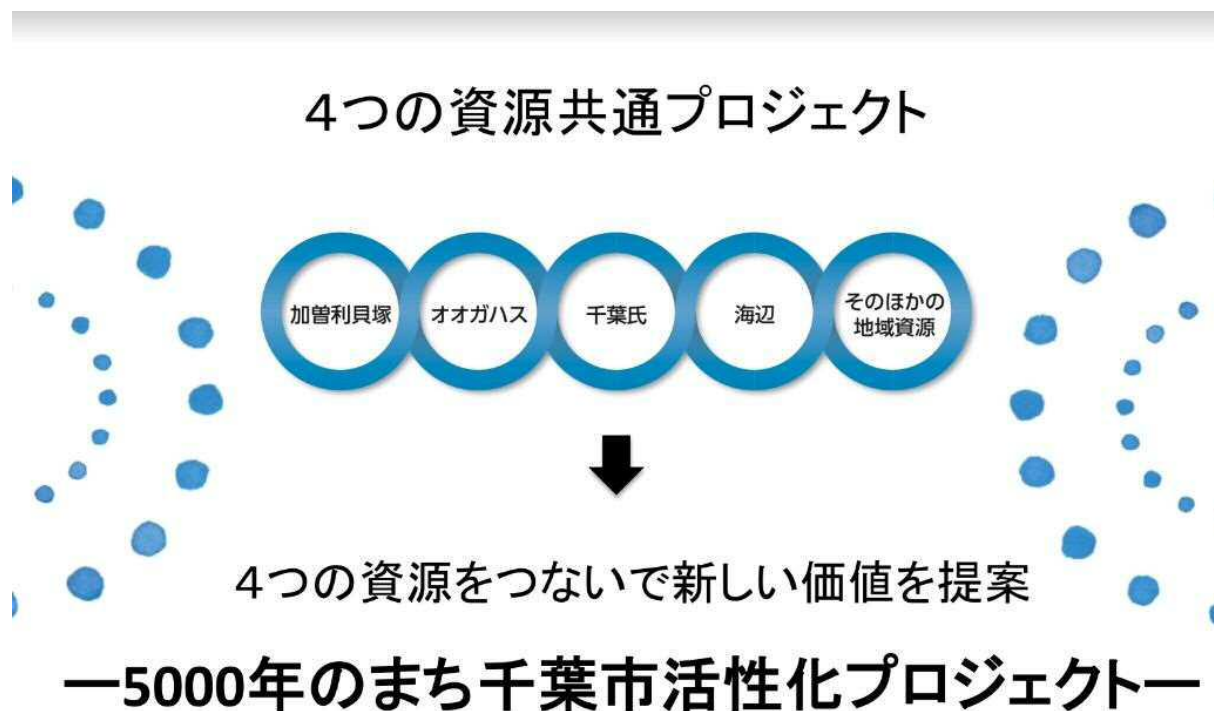 ４つの資源共通プロジェクト
加曽利貝塚
オオガハス
千葉氏
海辺
そのほかの
地域資源
４つの資源をつないで新しい価値を提案
ー5000年のまち千葉市活性化プロジェクトー